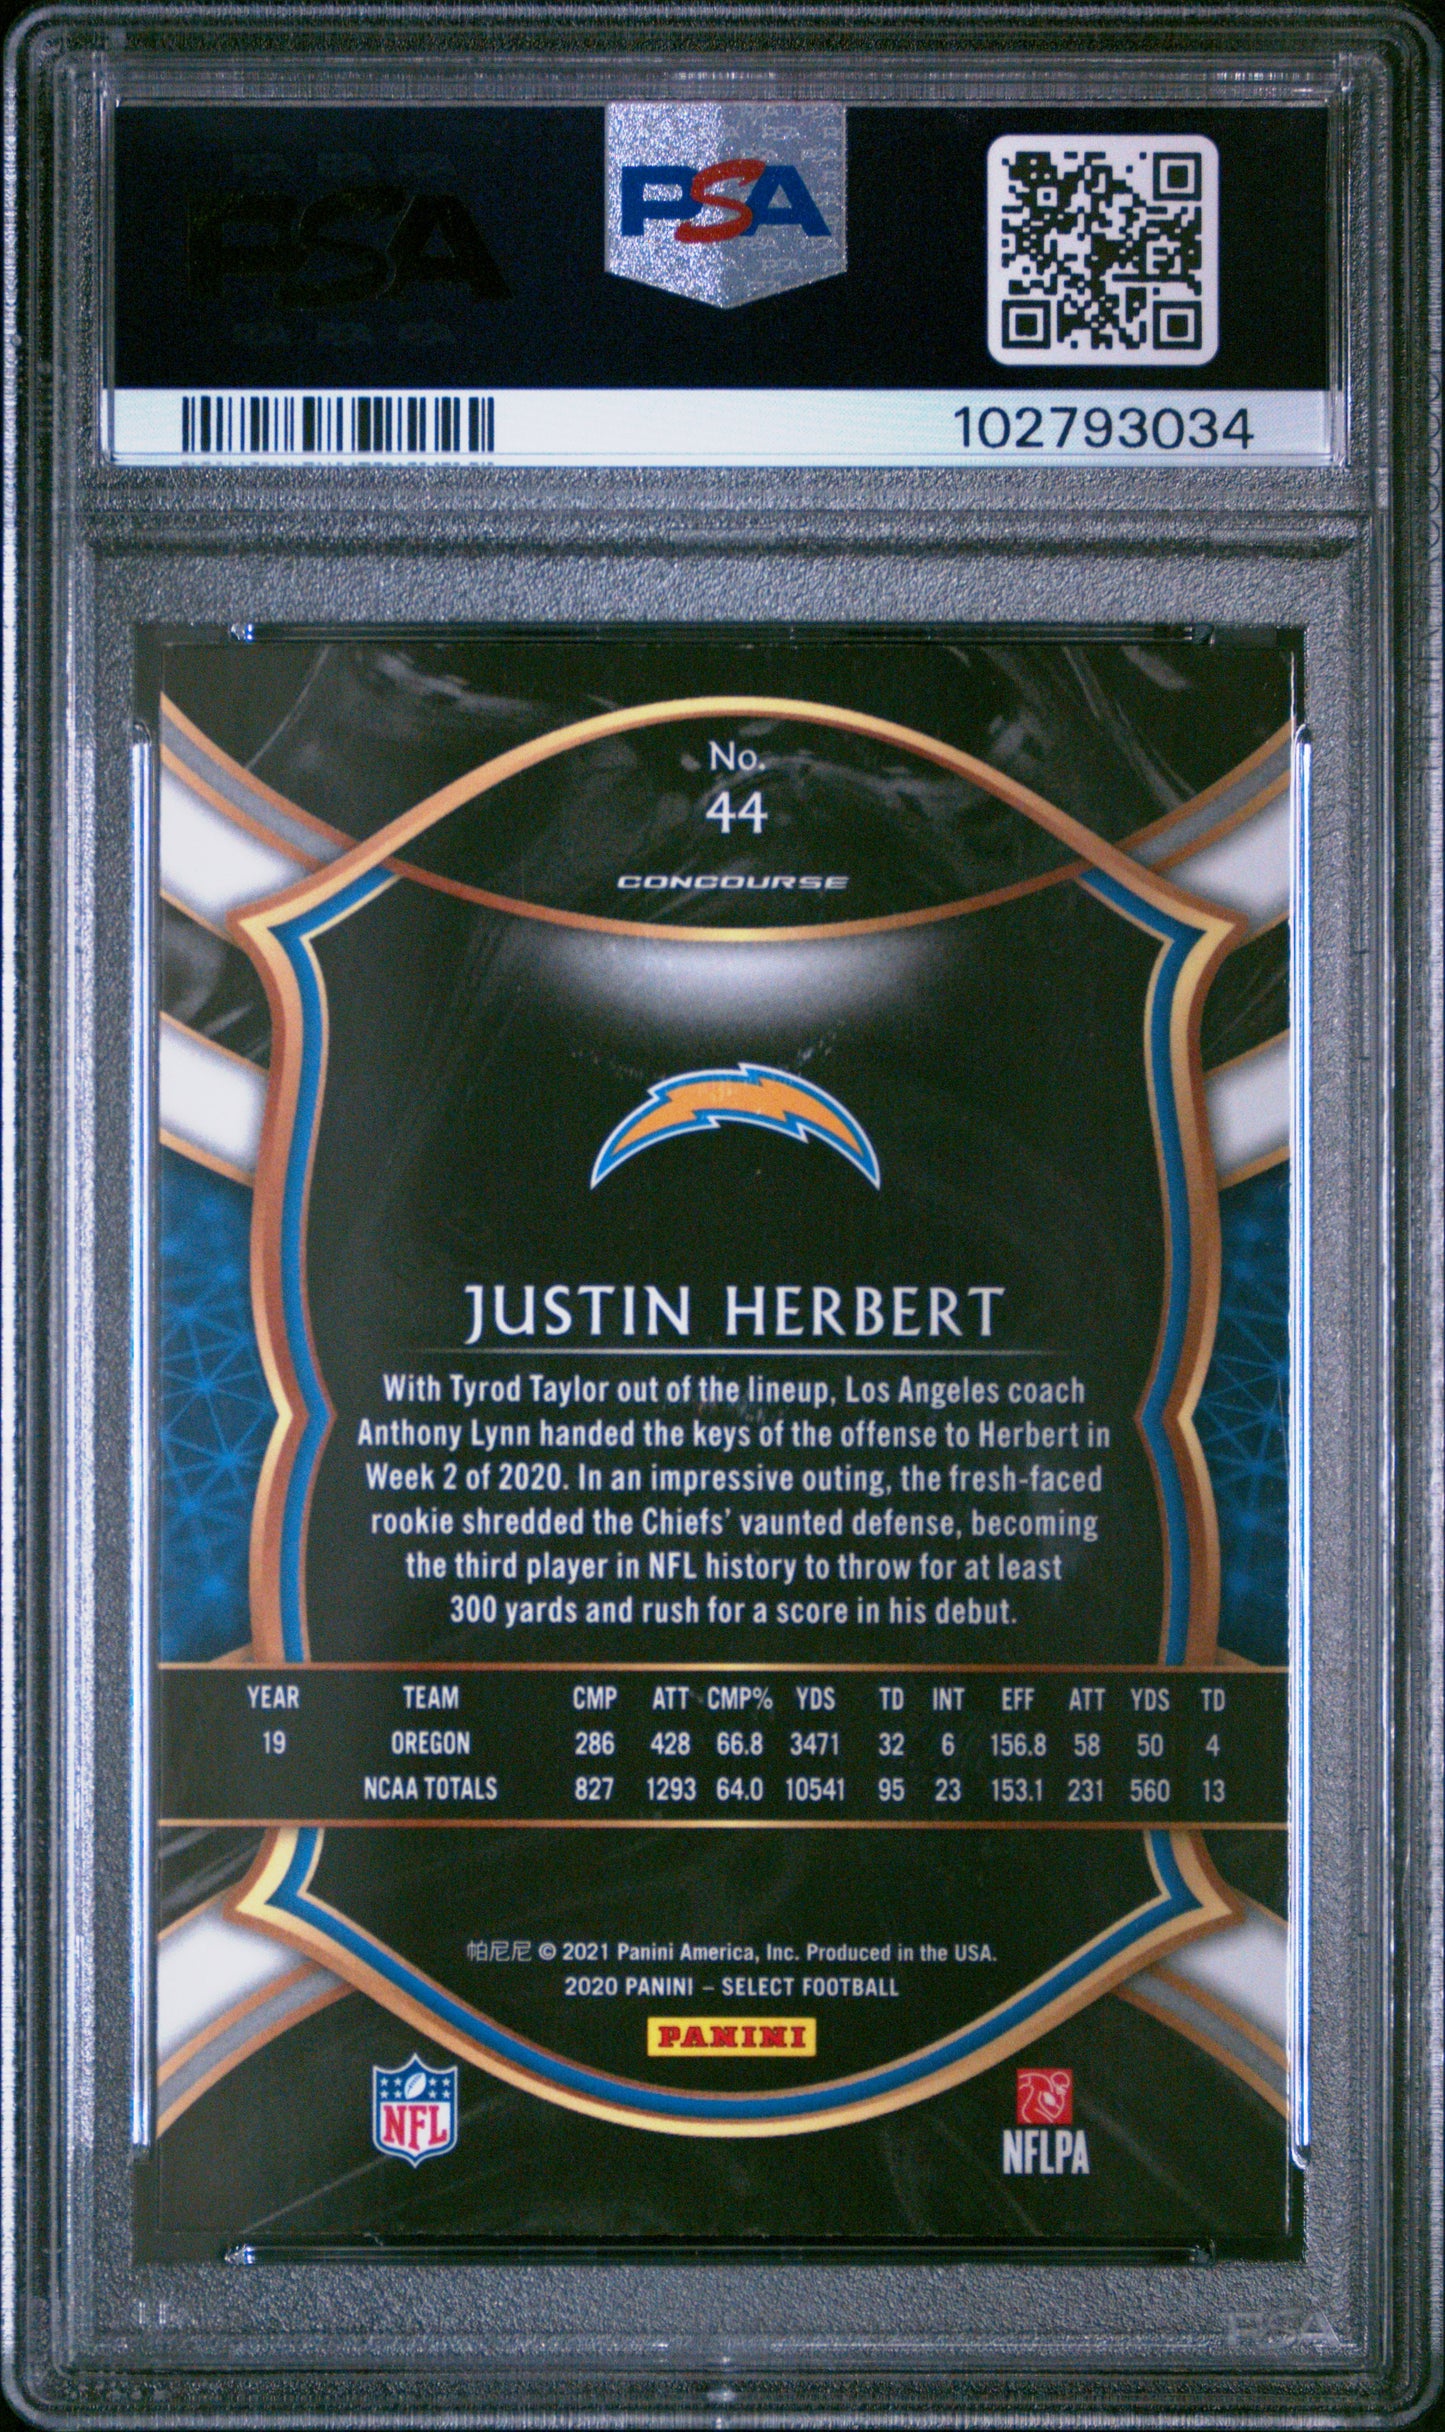 PSA
PSA
102793034
No.
44
CONCOURSE
JUSTIN HERBERT
With Tyrod Taylor out of the lineup, Los Angeles coach
Anthony Lynn handed the keys of the offense to Herbert in
Week 2 of 2020. In an impressive outing, the fresh-faced
rookie shredded the Chiefs' vaunted defense, becoming
the third player in NFL history to throw for at least
300 yards and rush for a score in his debut.
YEAR TEAM CMP ATT CMP% YDS TD INT EFF ATT YDS TD
19 OREGON 286 428 66.8 3471 32 6 156.8 58 50 4
NCAA TOTALS 827 1293 64.0 10541 95 23 153.1 231 560 13
帕尼尼 © 2021 Panini America, Inc. Produced in the USA.
2020 PANINI – SELECT FOOTBALL
PANINI
NFL
NFLPA
PSA